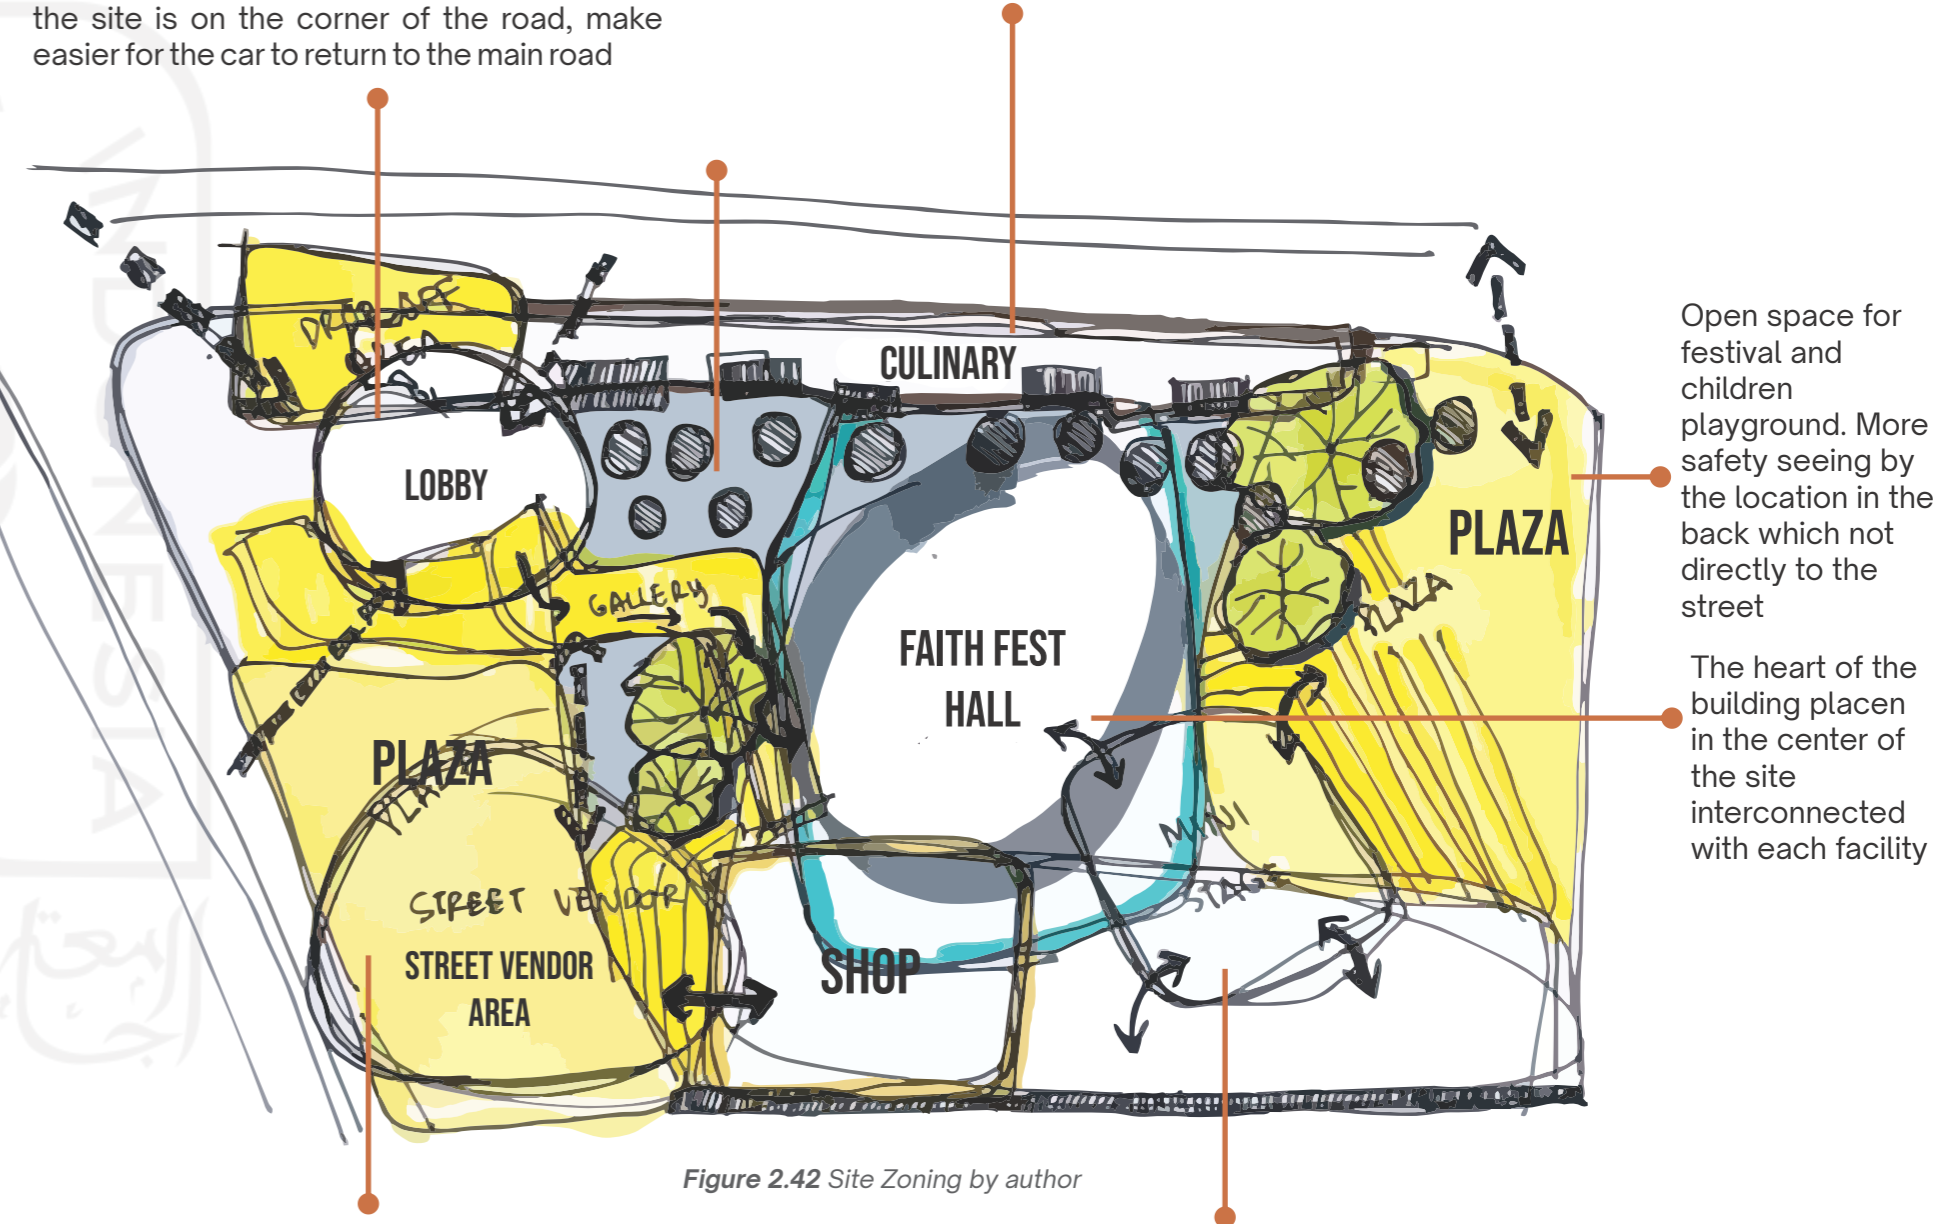 the site is on the corner of the road, make
easier for the car to return to the main road
CULINARY
LOBBY
PLAZA
GALLERY
PLAZA
FAITH FEST
HALL
PLAZA
PLAZA
MINI
STAGE
STREET VENDOR
STREET VENDOR
AREA
SHOP
Open space for
festival and
children
playground. More
safety seeing by
the location in the
back which not
directly to the
street
The heart of the
building placen
in the center of
the site
interconnected
with each facility
Figure 2.42 Site Zoning by author
INDONESIA